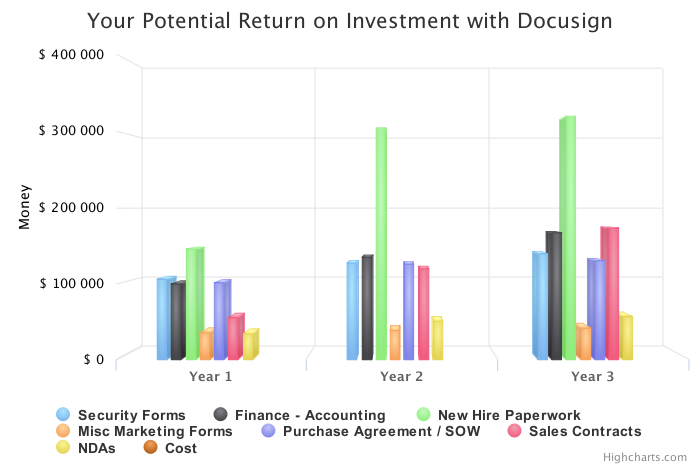 Your Potential Return on Investment with Docusign
$ 400 000
$ 300 000
$ 200 000
$ 100 000
$ 0
Money
Year 1 Year 2 Year 3
Security Forms Finance - Accounting New Hire Paperwork
Misc Marketing Forms Purchase Agreement / SOW Sales Contracts
NDAs Cost
Highcharts.com